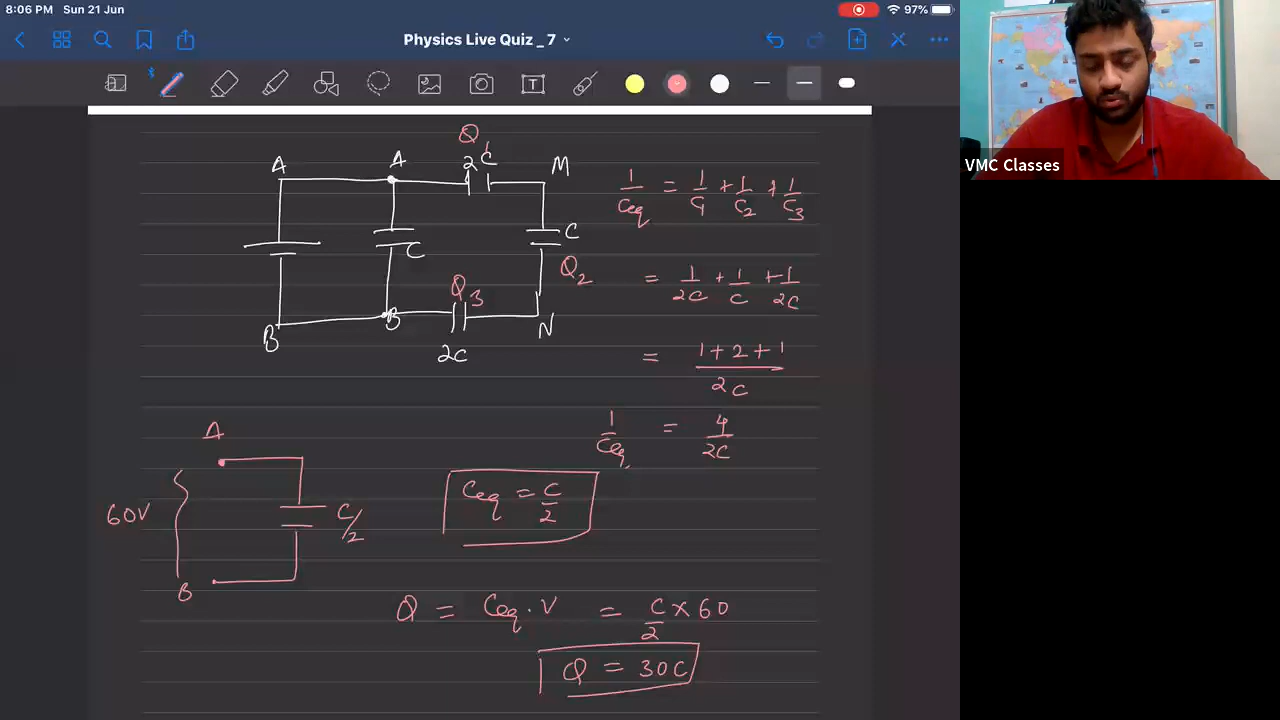 8:06 PM Sun 21 Jun
97%
Physics Live Quiz _ 7
T
VMC Classes
A A Q1 2C M
C C
Q2
Q3
B B N
2C
1/Ceq = 1/C1 + 1/C2 + 1/C3
= 1/2C + 1/C + 1/2C
= 1+2+1/2C
1/Ceq = 4/2C
A
60V C/2
B
Ceq = C/2
Q = Ceq . V = C/2 × 60
Q = 30C